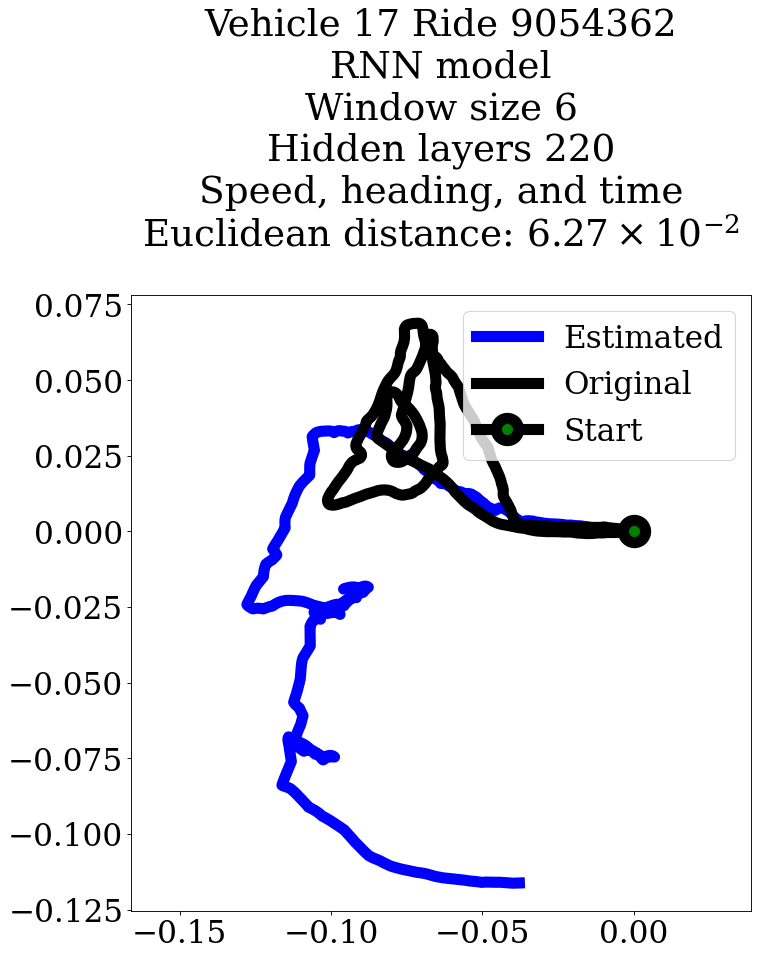 Vehicle 17 Ride 9054362
RNN model
Window size 6
Hidden layers 220
Speed, heading, and time
Euclidean distance: 6.27 × 10⁻²
0.075
0.050
0.025
0.000
−0.025
−0.050
−0.075
−0.100
−0.125
Estimated
Original
Start
−0.15 −0.10 −0.05 0.00